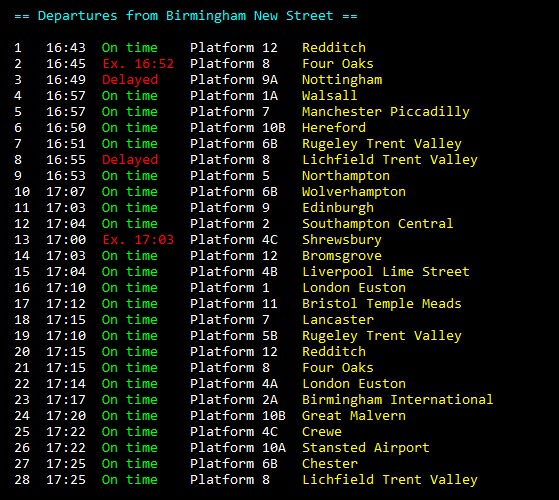 == Departures from Birmingham New Street ==
1 16:43 On time Platform 12 Redditch
2 16:45 Ex. 16:52 Platform 8 Four Oaks
3 16:49 Delayed Platform 9A Nottingham
4 16:57 On time Platform 1A Walsall
5 16:57 On time Platform 7 Manchester Piccadilly
6 16:50 On time Platform 10B Hereford
7 16:51 On time Platform 6B Rugeley Trent Valley
8 16:55 Delayed Platform 8 Lichfield Trent Valley
9 16:53 On time Platform 5 Northampton
10 17:07 On time Platform 6B Wolverhampton
11 17:03 On time Platform 9 Edinburgh
12 17:04 On time Platform 2 Southampton Central
13 17:00 Ex. 17:03 Platform 4C Shrewsbury
14 17:03 On time Platform 12 Bromsgrove
15 17:04 On time Platform 4B Liverpool Lime Street
16 17:10 On time Platform 1 London Euston
17 17:12 On time Platform 11 Bristol Temple Meads
18 17:15 On time Platform 7 Lancaster
19 17:10 On time Platform 5B Rugeley Trent Valley
20 17:15 On time Platform 12 Redditch
21 17:15 On time Platform 8 Four Oaks
22 17:14 On time Platform 4A London Euston
23 17:17 On time Platform 2A Birmingham International
24 17:20 On time Platform 10B Great Malvern
25 17:22 On time Platform 4C Crewe
26 17:22 On time Platform 10A Stansted Airport
27 17:25 On time Platform 6B Chester
28 17:25 On time Platform 8 Lichfield Trent Valley